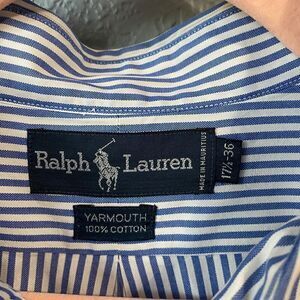 Ralph Lauren
MADE IN MAURITIUS
17½-36
YARMOUTH
100% COTTON